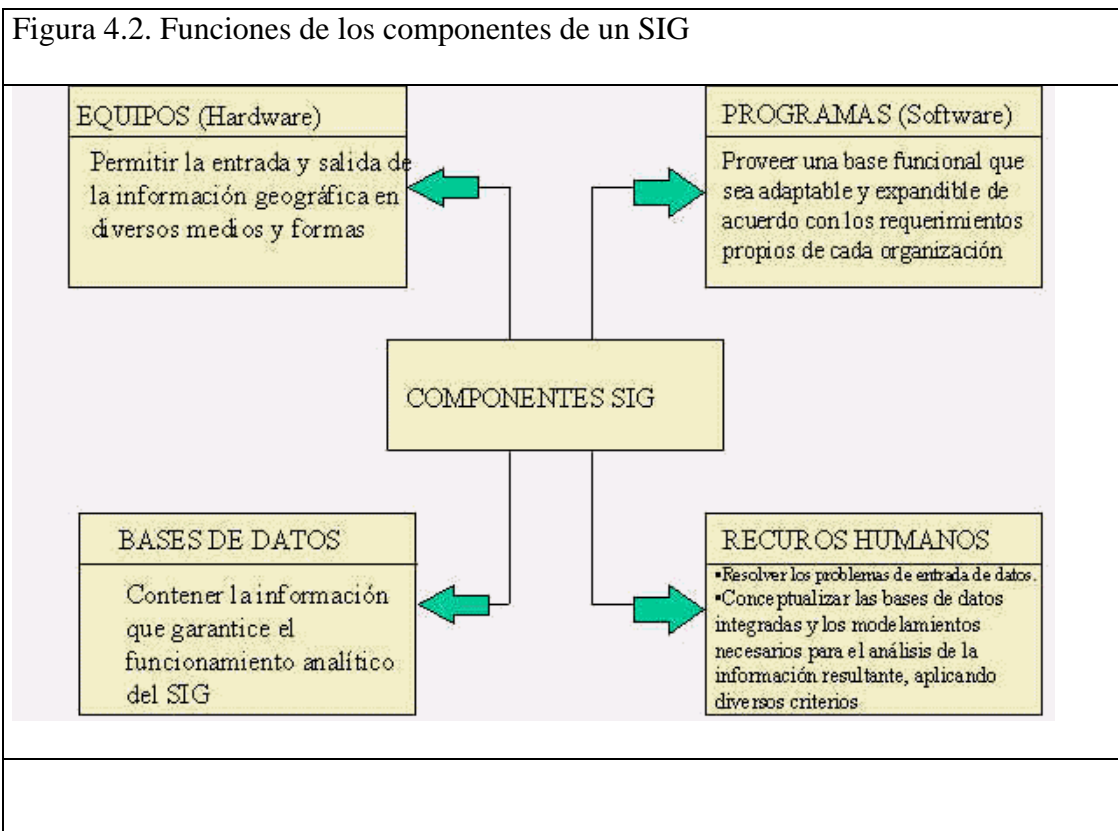 Figura 4.2. Funciones de los componentes de un SIG
EQUIPOS (Hardware)
Permitir la entrada y salida de
la información geográfica en
diversos medios y formas
PROGRAMAS (Software)
Proveer una base funcional que
sea adaptable y expandible de
acuerdo con los requerimientos
propios de cada organización
COMPONENTES SIG
BASES DE DATOS
Contener la información
que garantice el
funcionamiento analítico
del SIG
RECUROS HUMANOS
▪Resolver los problemas de entrada de datos.
▪Conceptualizar las bases de datos
integradas y los modelamientos
necesarios para el análisis de la
información resultante, aplicando
diversos criterios